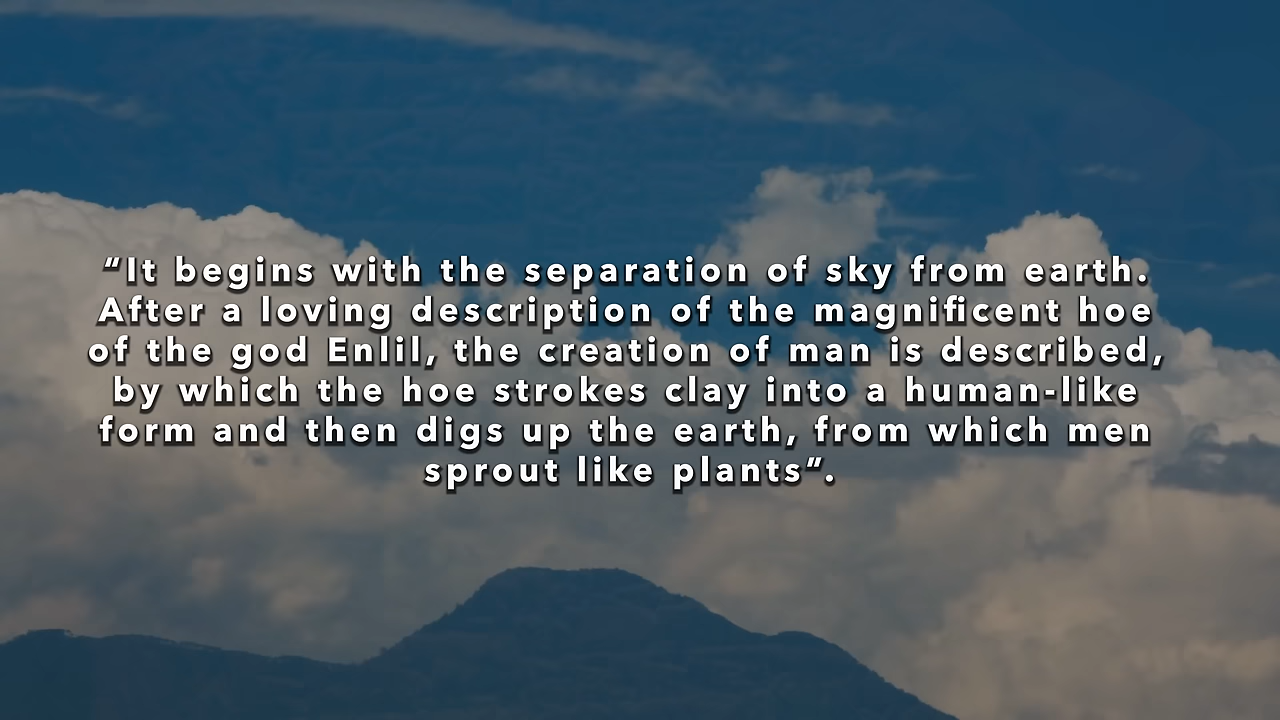 “It begins with the separation of sky from earth.
After a loving description of the magnificent hoe
of the god Enlil, the creation of man is described,
by which the hoe strokes clay into a human-like
form and then digs up the earth, from which men
sprout like plants”.